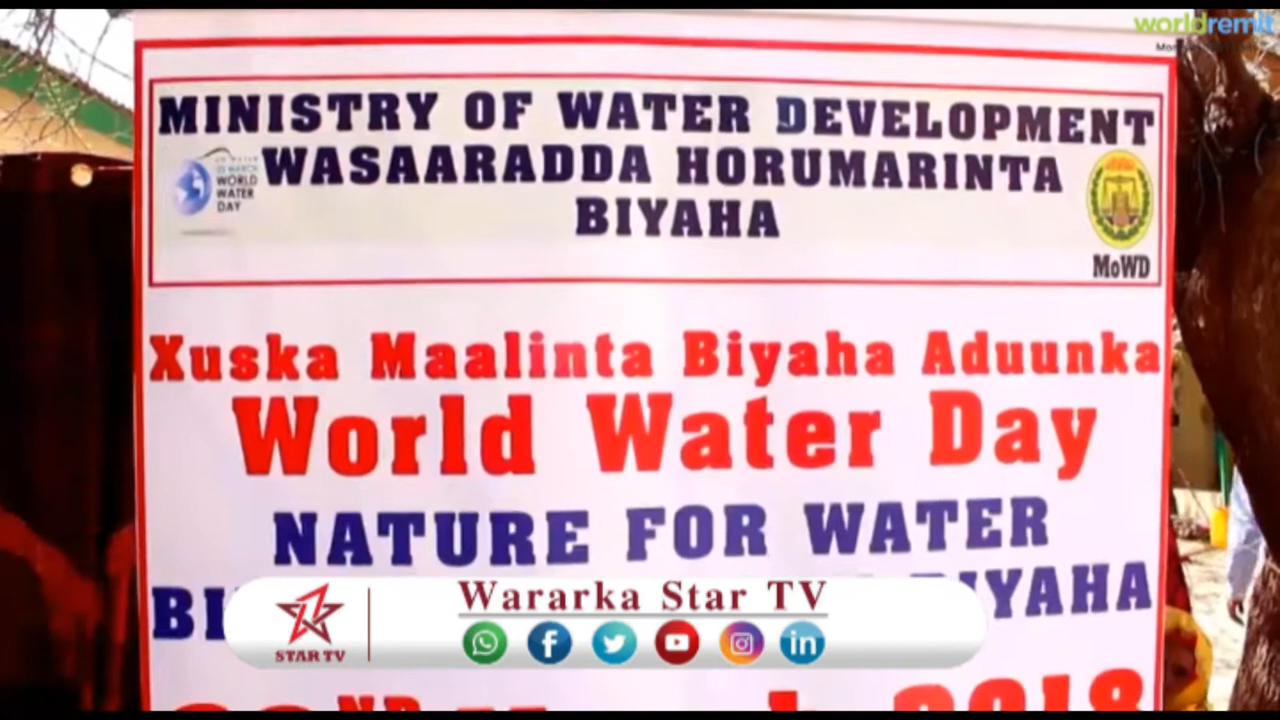 worldremit
MINISTRY OF WATER DEVELOPMENT
WASAARADDA HORUMARINTA
BIYAHA
WORLD
WATER
DAY
MoWD
Xuska Maalinta Biyaha Aduunka
World Water Day
NATURE FOR WATER
BIYAHA
Wararka Star TV
STAR TV
2018